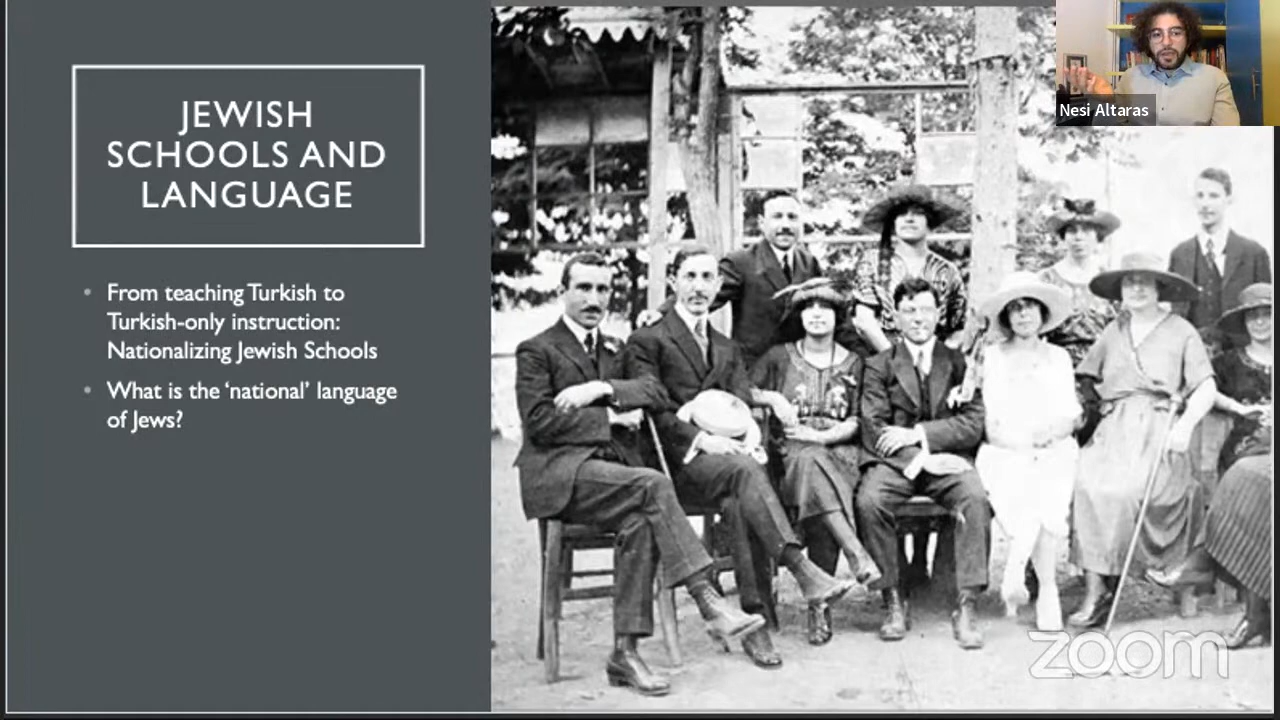 JEWISH
SCHOOLS AND
LANGUAGE
From teaching Turkish to
Turkish-only instruction:
Nationalizing Jewish Schools
What is the ‘national’ language
of Jews?
Nesi Altaras
zoom